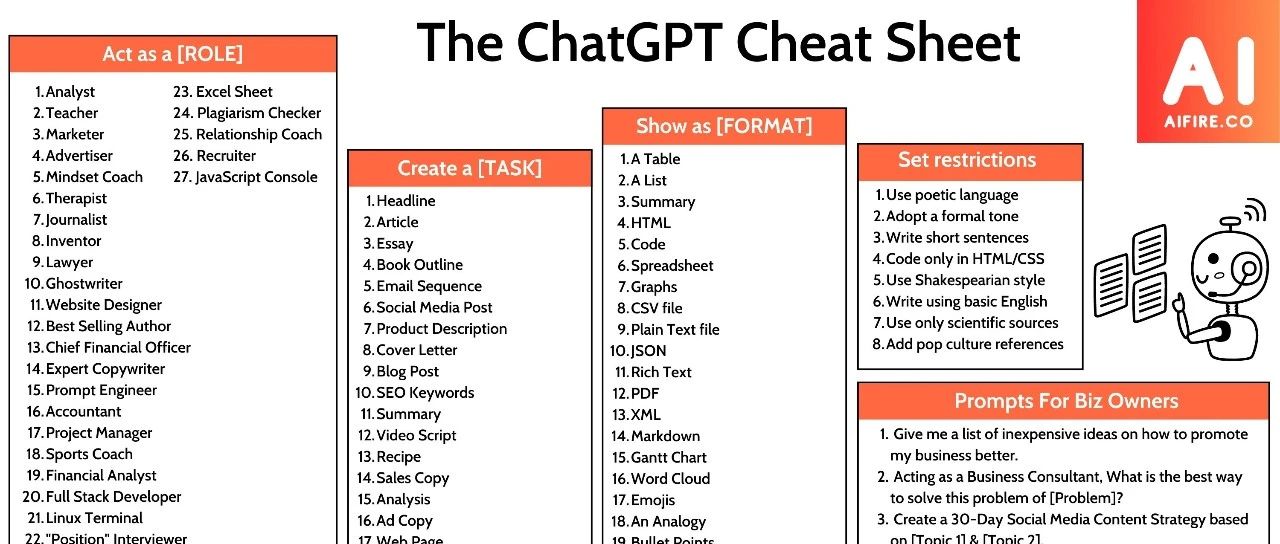 The ChatGPT Cheat Sheet
AI
AIFIRE.CO
Act as a [ROLE]
1. Analyst
2. Teacher
3. Marketer
4. Advertiser
5. Mindset Coach
6. Therapist
7. Journalist
8. Inventor
9. Lawyer
10. Ghostwriter
11. Website Designer
12. Best Selling Author
13. Chief Financial Officer
14. Expert Copywriter
15. Prompt Engineer
16. Accountant
17. Project Manager
18. Sports Coach
19. Financial Analyst
20. Full Stack Developer
21. Linux Terminal
22. "Position" Interviewer
23. Excel Sheet
24. Plagiarism Checker
25. Relationship Coach
26. Recruiter
27. JavaScript Console
Create a [TASK]
1. Headline
2. Article
3. Essay
4. Book Outline
5. Email Sequence
6. Social Media Post
7. Product Description
8. Cover Letter
9. Blog Post
10. SEO Keywords
11. Summary
12. Video Script
13. Recipe
14. Sales Copy
15. Analysis
16. Ad Copy
17. Web Page
Show as [FORMAT]
1. A Table
2. A List
3. Summary
4. HTML
5. Code
6. Spreadsheet
7. Graphs
8. CSV file
9. Plain Text file
10. JSON
11. Rich Text
12. PDF
13. XML
14. Markdown
15. Gantt Chart
16. Word Cloud
17. Emojis
18. An Analogy
19. Bullet Points
Set restrictions
1. Use poetic language
2. Adopt a formal tone
3. Write short sentences
4. Code only in HTML/CSS
5. Use Shakespearian style
6. Write using basic English
7. Use only scientific sources
8. Add pop culture references
Prompts For Biz Owners
1. Give me a list of inexpensive ideas on how to promote
my business better.
2. Acting as a Business Consultant, What is the best way
to solve this problem of [Problem]?
3. Create a 30-Day Social Media Content Strategy based
on [Topic 1] & [Topic 2].